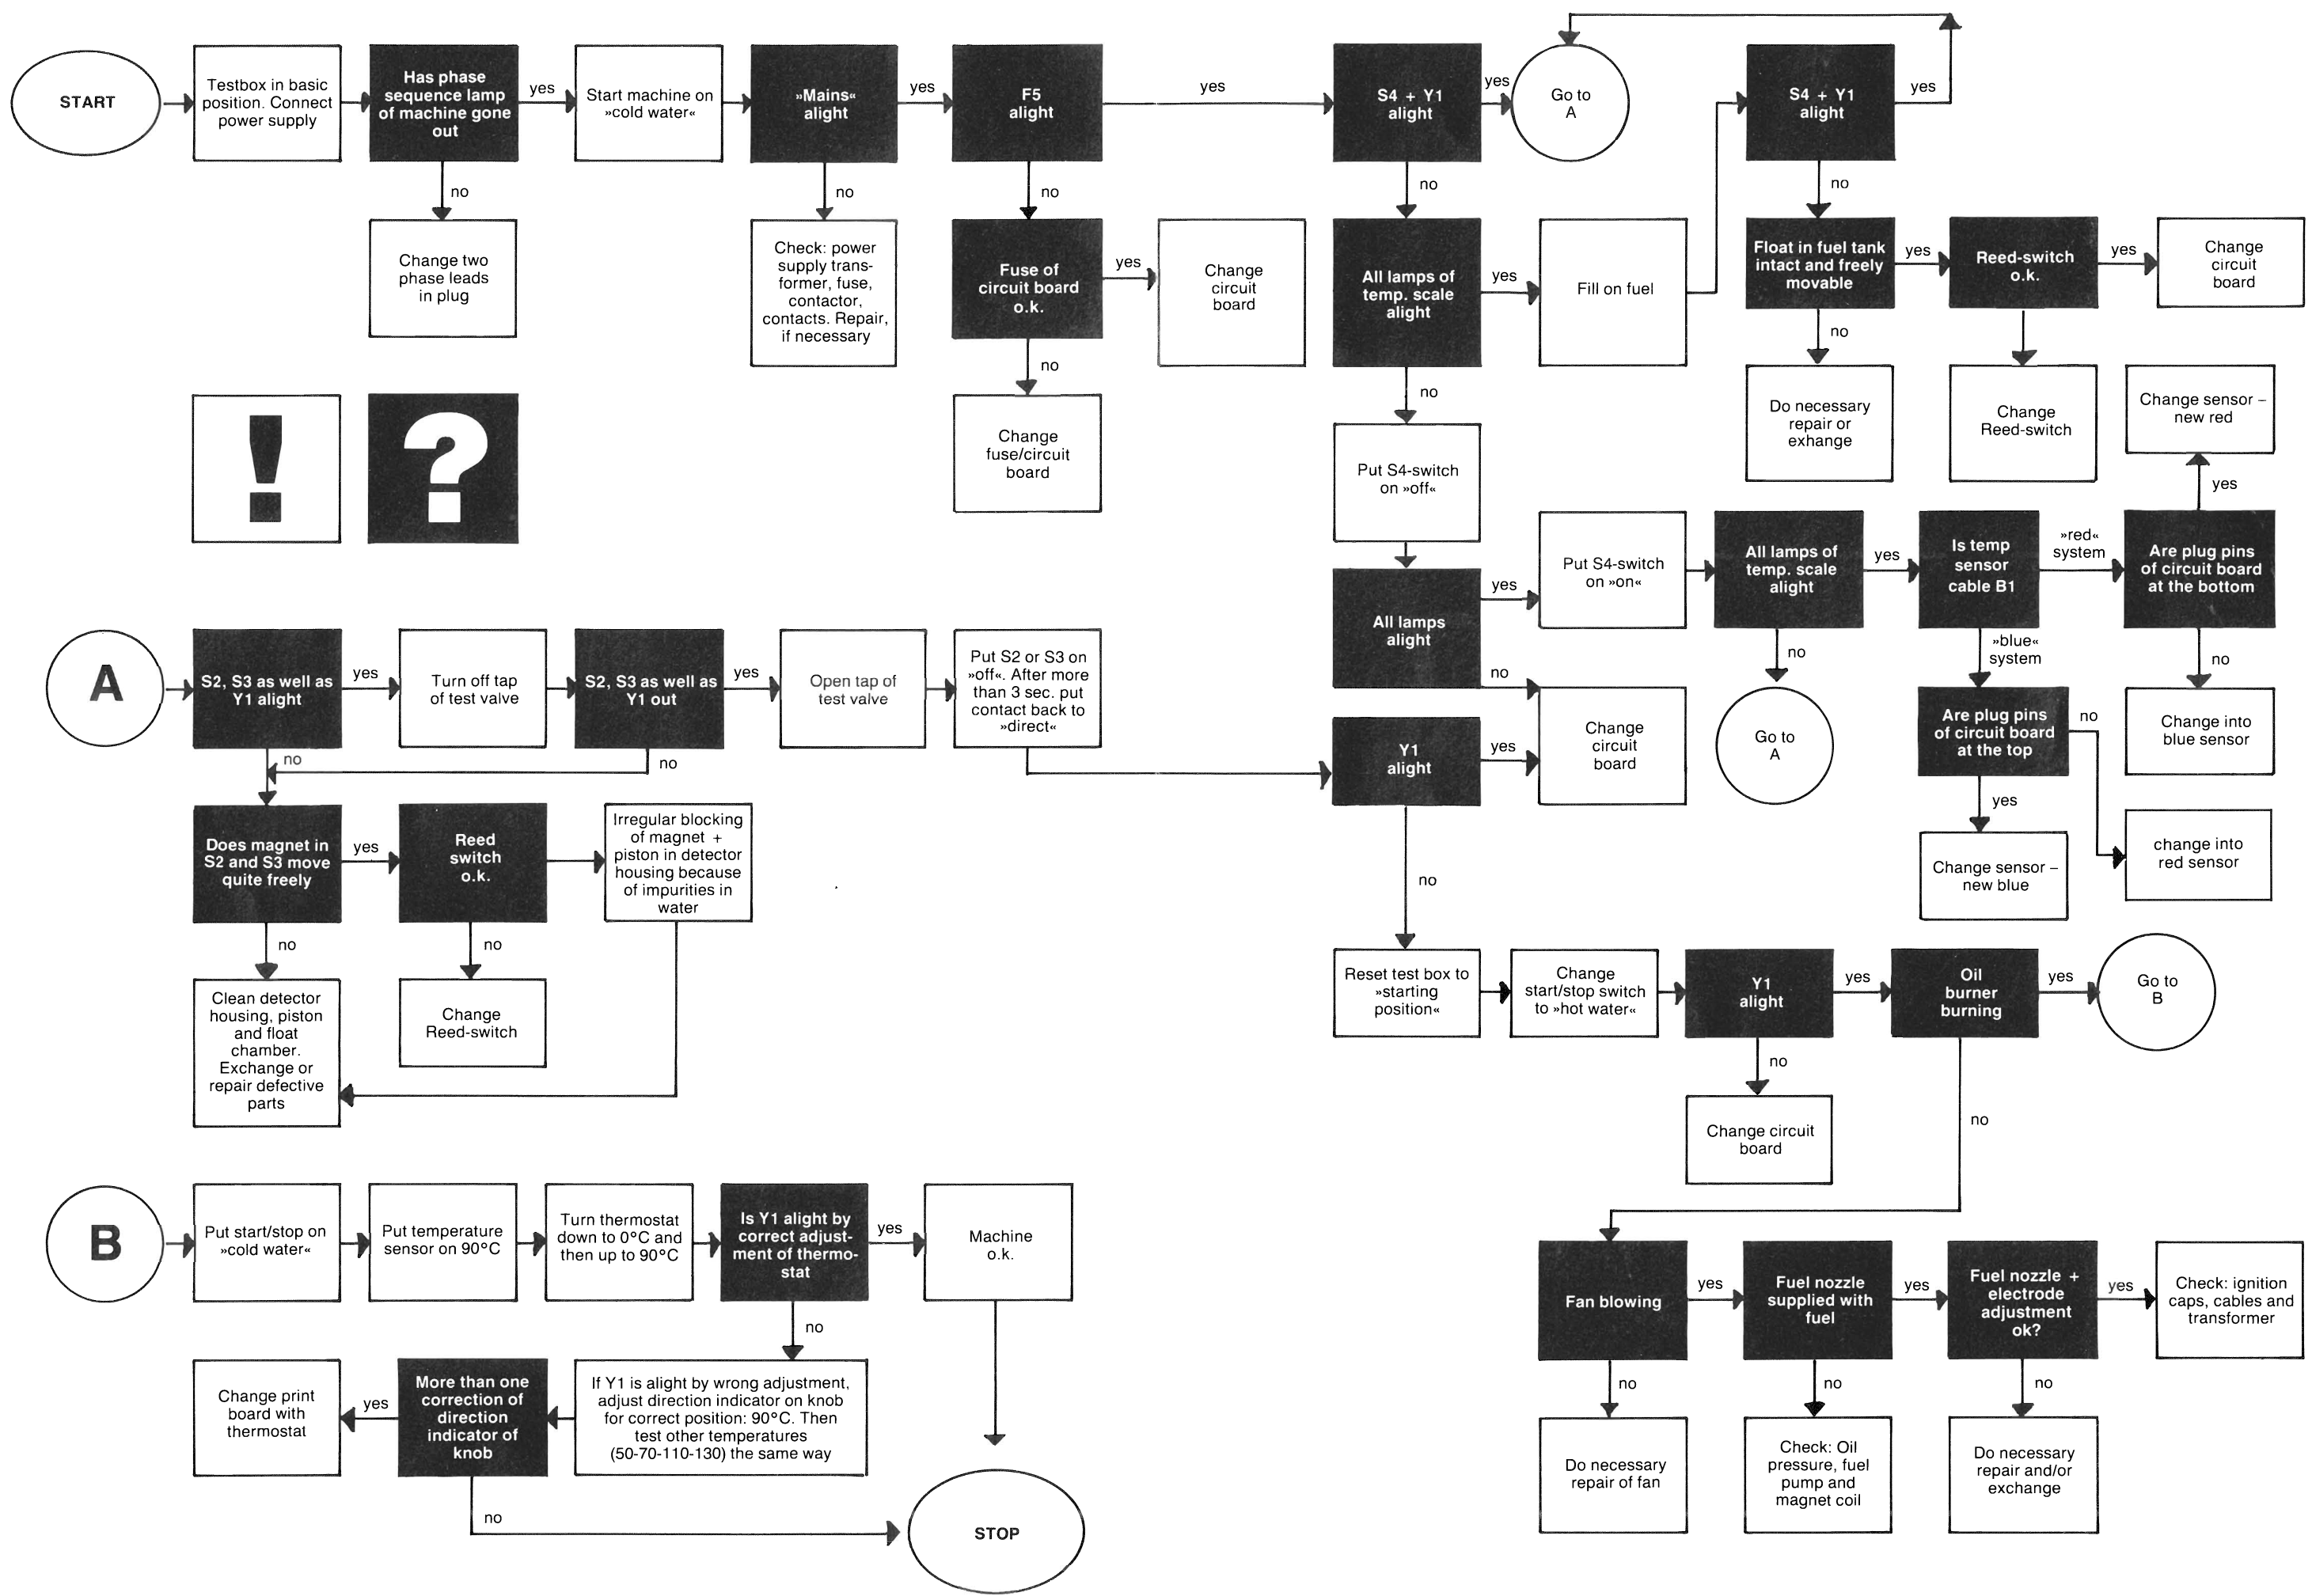 START
Testbox in basic
position. Connect
power supply
Has phase
sequence lamp
of machine gone
out
yes
no
Change two
phase leads
in plug
Start machine on
»cold water«
»Mains«
alight
yes
no
Check: power
supply trans-
former, fuse,
contactor,
contacts. Repair,
if necessary
F5
alight
yes
no
Fuse of
circuit board
o.k.
yes
Change
circuit
board
no
Change
fuse/circuit
board
S4 + Y1
alight
yes
Go to
A
no
All lamps of
temp. scale
alight
yes
Fill on fuel
S4 + Y1
alight
yes
no
Float in fuel tank
intact and freely
movable
yes
Reed-switch
o.k.
yes
Change
circuit
board
no
Do necessary
repair or
exhange
Change
Reed-switch
no
Put S4-switch
on »off«
All lamps
alight
yes
Put S4-switch
on »on«
All lamps of
temp. scale
alight
yes
Is temp
sensor
cable B1
»red«
system
Are plug pins
of circuit board
at the bottom
yes
Change sensor –
new red
no
Change into
blue sensor
no
Go to
A
»blue«
system
Are plug pins
of circuit board
at the top
no
change into
red sensor
yes
Change sensor –
new blue
no
Change
circuit
board
!
?
A
S2, S3 as well as
Y1 alight
yes
Turn off tap
of test valve
S2, S3 as well as
Y1 out
yes
Open tap of
test valve
Put S2 or S3 on
»off«. After more
than 3 sec. put
contact back to
»direct«
Y1
alight
yes
no
no
no
Does magnet in
S2 and S3 move
quite freely
yes
Reed
switch
o.k.
Irregular blocking
of magnet +
piston in detector
housing because
of impurities in
water
no
Clean detector
housing, piston
and float
chamber.
Exchange or
repair defective
parts
no
Change
Reed-switch
Reset test box to
»starting
position«
Change
start/stop switch
to »hot water«
Y1
alight
yes
Oil
burner
burning
yes
Go to
B
no
Change circuit
board
no
Fan blowing
yes
Fuel nozzle
supplied with
fuel
yes
Fuel nozzle +
electrode
adjustment
ok?
yes
Check: ignition
caps, cables and
transformer
no
Do necessary
repair of fan
no
Check: Oil
pressure, fuel
pump and
magnet coil
no
Do necessary
repair and/or
exchange
B
Put start/stop on
»cold water«
Put temperature
sensor on 90°C
Turn thermostat
down to 0°C and
then up to 90°C
Is Y1 alight by
correct adjust-
ment of thermo-
stat
yes
Machine
o.k.
no
If Y1 is alight by wrong adjustment,
adjust direction indicator on knob
for correct position: 90°C. Then
test other temperatures
(50-70-110-130) the same way
More than one
correction of
direction
indicator of
knob
yes
Change print
board with
thermostat
no
STOP